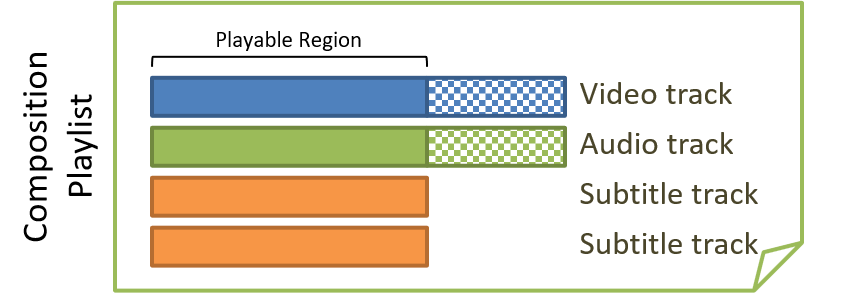 Composition
Playlist
Playable Region
Video track
Audio track
Subtitle track
Subtitle track